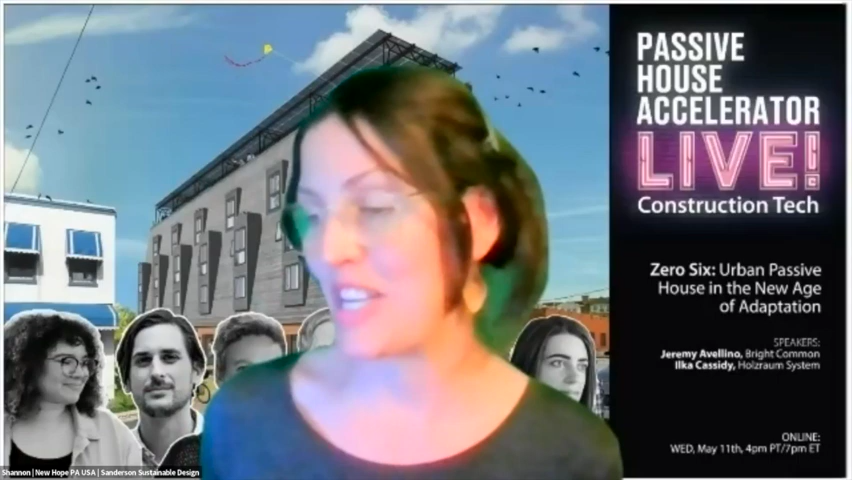 PASSIVE
HOUSE
ACCELERATOR
LIVE!
Construction Tech
Zero Six: Urban Passive
House in the New Age
of Adaptation
SPEAKERS:
Jeremy Avellino, Bright Common
Ilka Cassidy, Holzraum System
ONLINE:
WED, May 11th, 4pm PT/7pm ET
Shannon | New Hope PA USA | Sanderson Sustainable Design